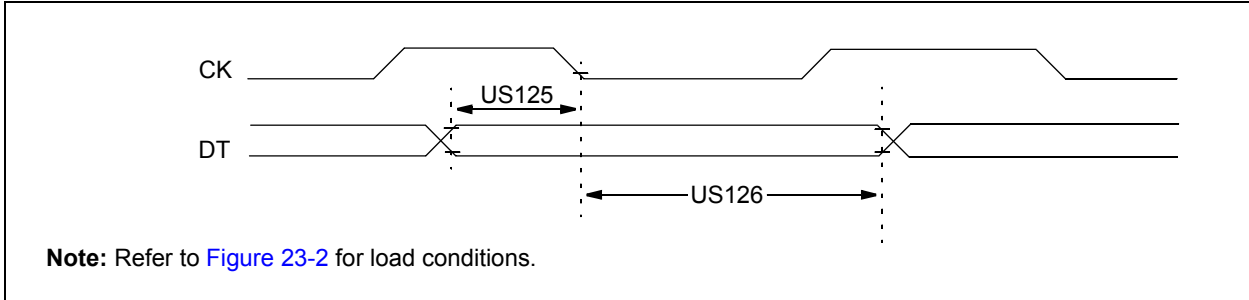 CK
US125
DT
US126
Note: Refer to Figure 23-2 for load conditions.